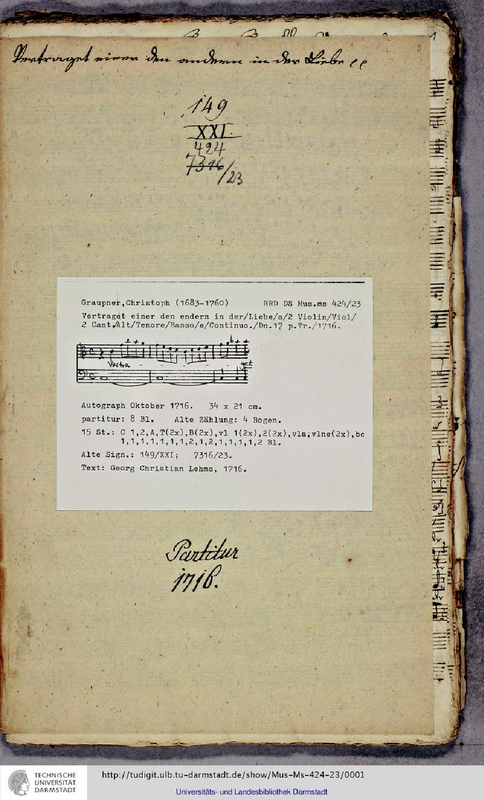 Vertraget einer den andern in der Liebe
149
XXI.
424
7316/23
Graupner,Christoph (1683-1760) BRD DS Mus.ms 424/23
Vertragät einer den endern in der/Liebe/a/2 Violin/Viol/
2 Cant.Alt/Tenore/Basso/e/Continuo./Dn.17 p.Tr./1716.
Autograph Oktober 1716. 34 x 21 cm.
partitur: 8 Bl. Alte Zählung: 4 Bogen.
15 St.: C 1,2,A,T(2x),B(2x),vl 1(2x),2(2x),vla,vlne(2x),bc
1,1,1,1,1,1,1,2,1,2,1,1,1,1,2 Bl.
Alte Sign.: 149/XXI; 7316/23.
Text: Georg Christian Lehms, 1716.
Partitur
1716.
TECHNISCHE
UNIVERSITÄT
DARMSTADT
http://tudigit.ulb.tu-darmstadt.de/show/Mus-Ms-424-23/0001
Universitäts- und Landesbibliothek Darmstadt